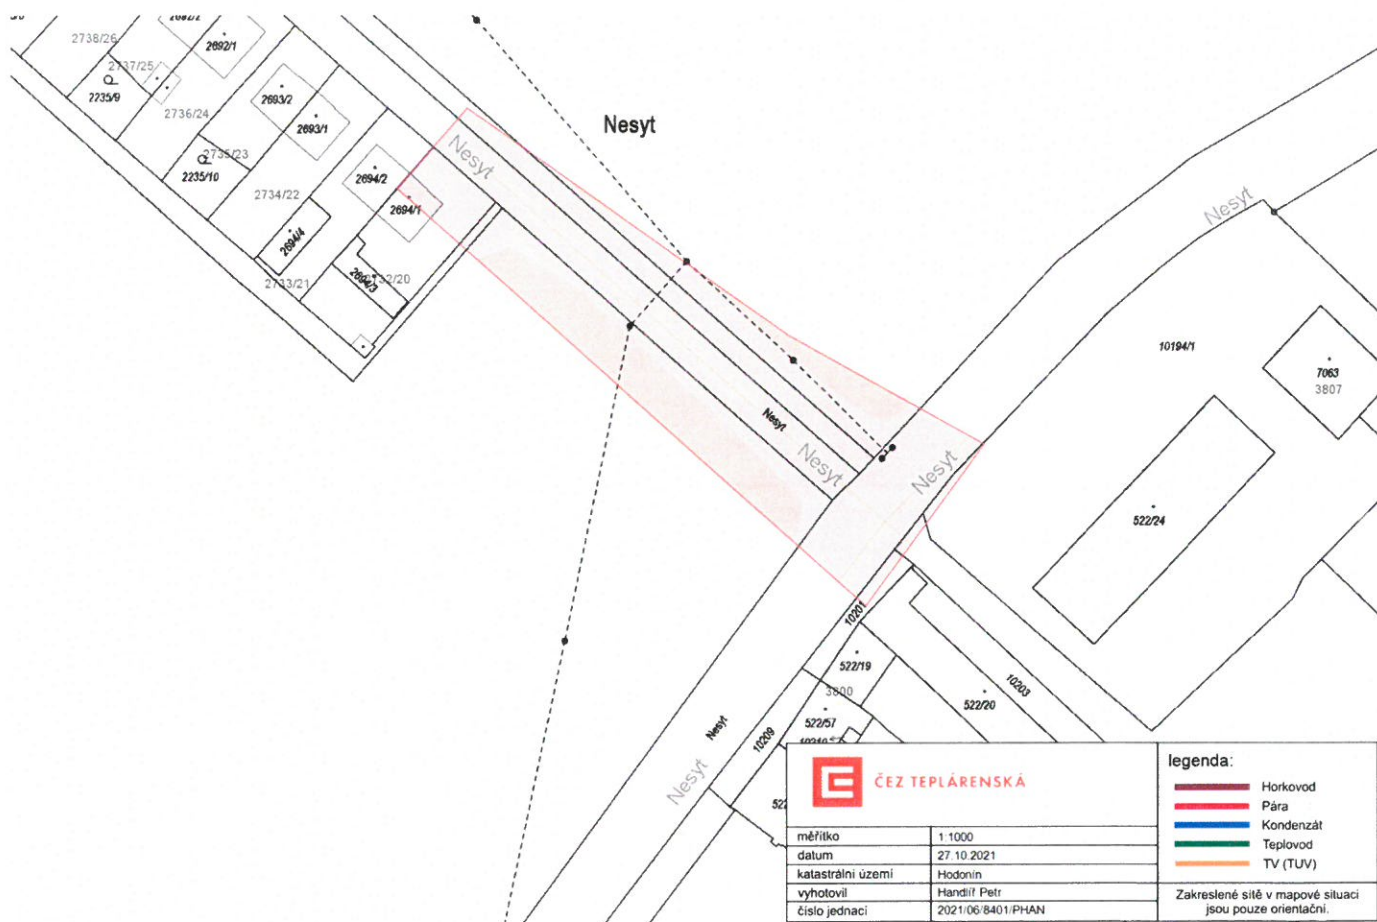 2692/2
2738/26
2692/1
2737/25
2235/9
2693/2
2736/24
2693/1
Nesyt
Nesyt
2735/23
2235/10
2694/2
2734/22
2694/1
Nesyt
2694/4
2733/21
2694/3
2732/20
10194/1
7063
3807
Nesyt
Nesyt
Nesyt
522/24
10201
522/19
10203
3800
522/20
522/57
Nesyt
10209
Nesyt
ČEZ TEPLÁRENSKÁ
měřítko 1:1000
datum 27.10.2021
katastrální území Hodonín
vyhotovil Handlíř Petr
číslo jednací 2021/06/8401/PHAN
legenda:
Horkovod
Pára
Kondenzát
Teplovod
TV (TUV)
Zakreslené sítě v mapové situaci
jsou pouze orientační.